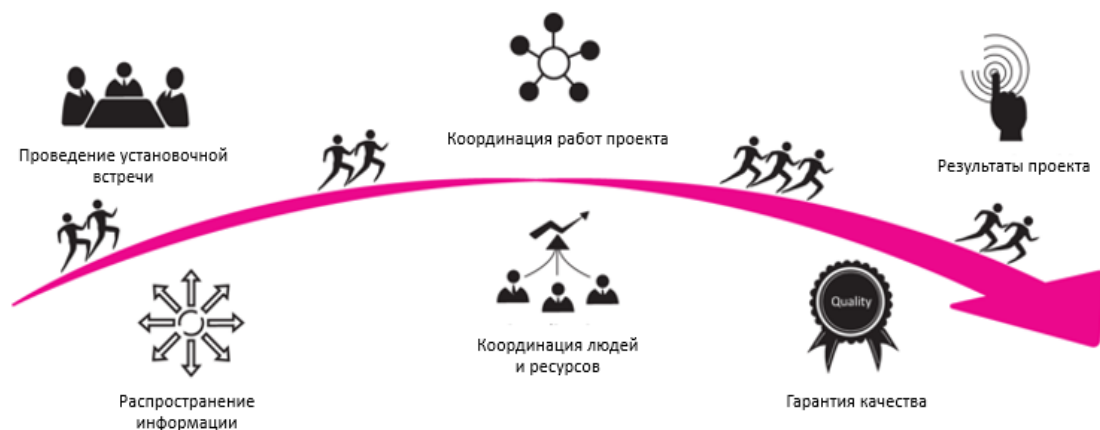 Проведение установочной
встречи
Координация работ проекта
Результаты проекта
Распространение
информации
Координация людей
и ресурсов
Quality
Гарантия качества